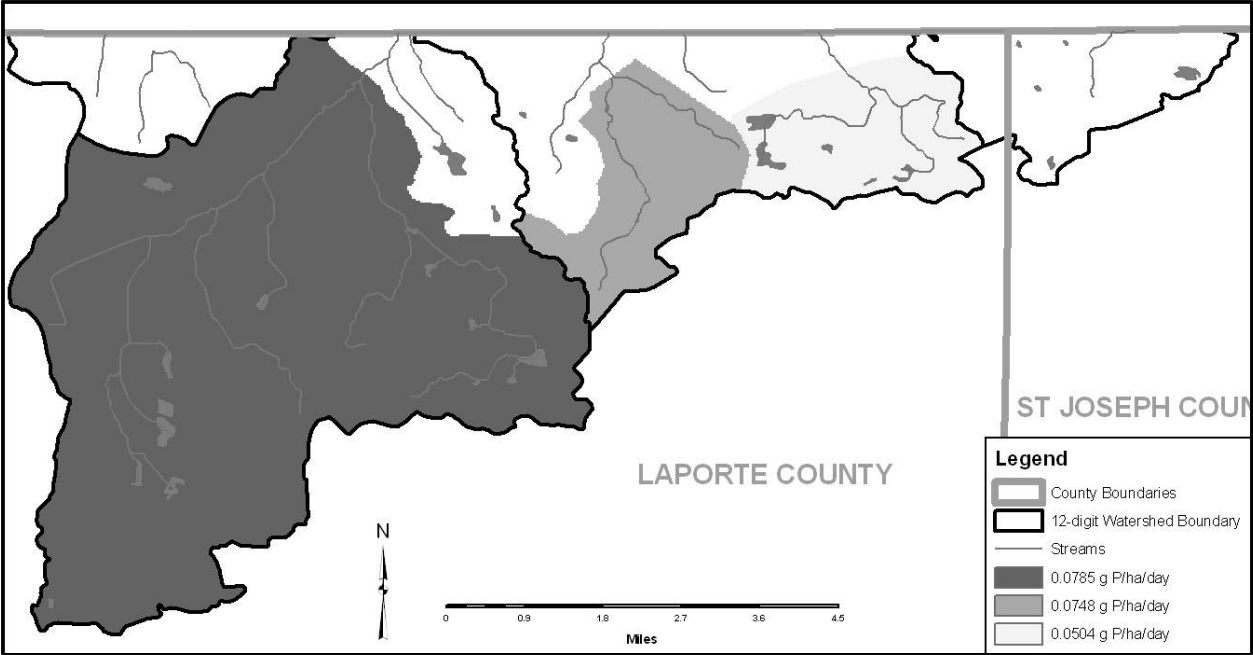 ST JOSEPH COUN
LAPORTE COUNTY
N
0 0.9 1.8 2.7 3.6 4.5
Miles
Legend
County Boundaries
12-digit Watershed Boundary
Streams
0.0785 g P/ha/day
0.0748 g P/ha/day
0.0504 g P/ha/day